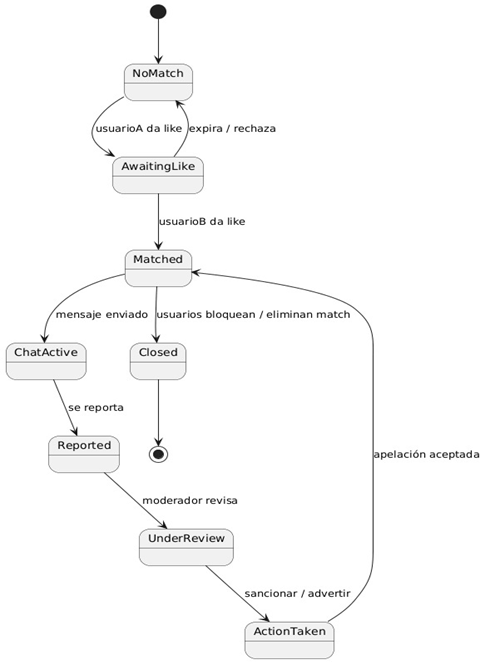 NoMatch
usuarioA da like
expira / rechaza
AwaitingLike
usuarioB da like
Matched
mensaje enviado
usuarios bloquean / eliminan match
ChatActive
Closed
se reporta
Reported
apelación aceptada
moderador revisa
UnderReview
sancionar / advertir
ActionTaken